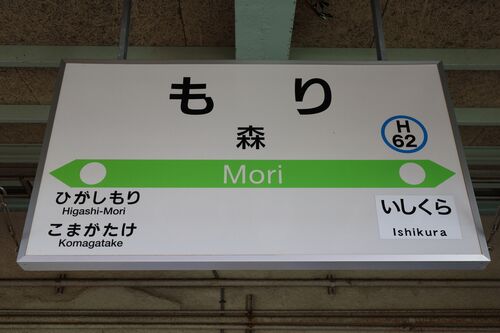 もり
森
H
62
Mori
ひがしもり
Higashi-Mori
こまがたけ
Komagatake
いしくら
Ishikura